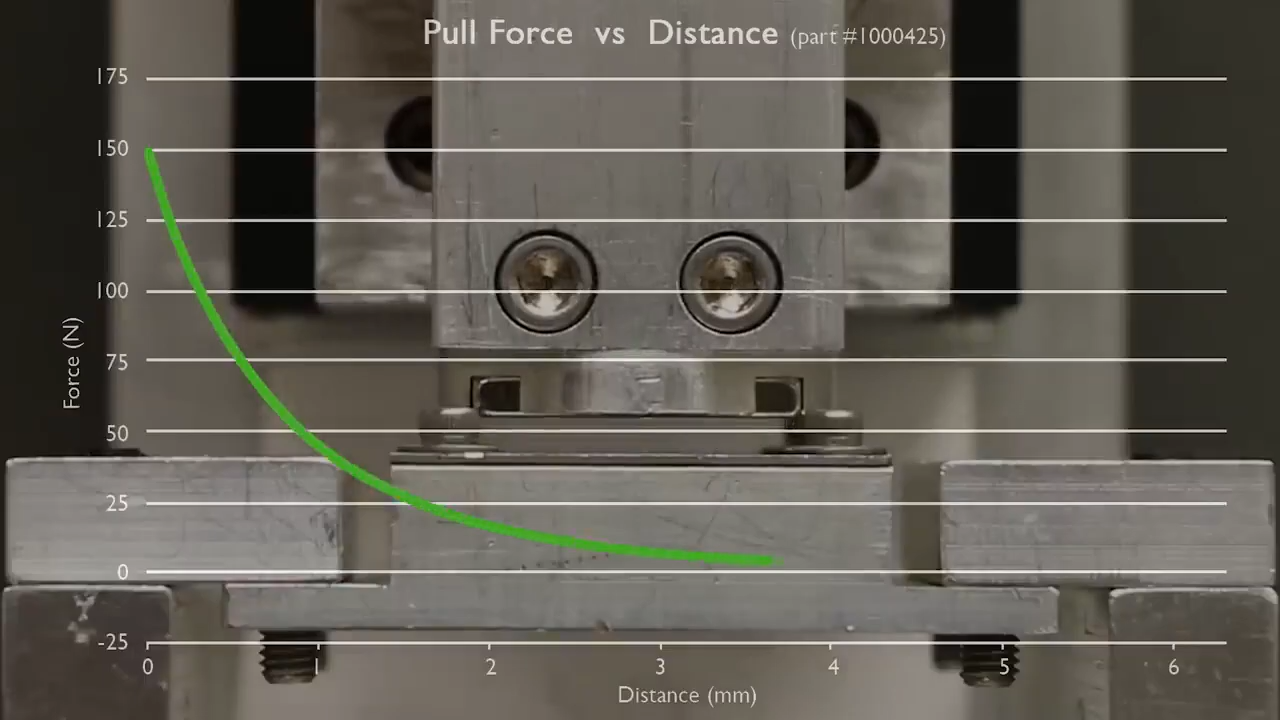 Pull Force vs Distance (part #1000425)
175
150
125
100
75
50
25
0
-25
Force (N)
0 1 2 3 4 5 6
Distance (mm)